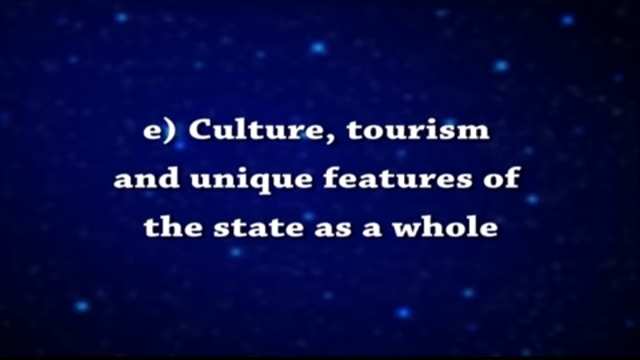 e) Culture, tourism
and unique features of
the state as a whole